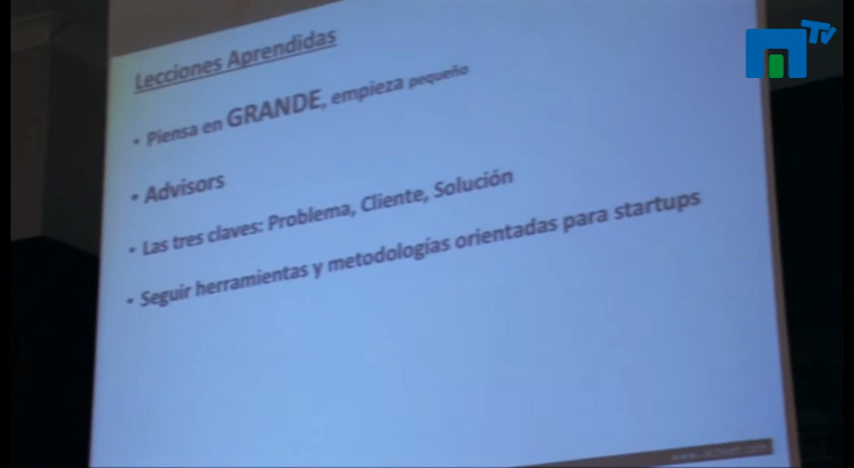 TV
Lecciones Aprendidas
• Piensa en GRANDE, empieza pequeño
• Advisors
• Las tres claves: Problema, Cliente, Solución
• Seguir herramientas y metodologías orientadas para startups